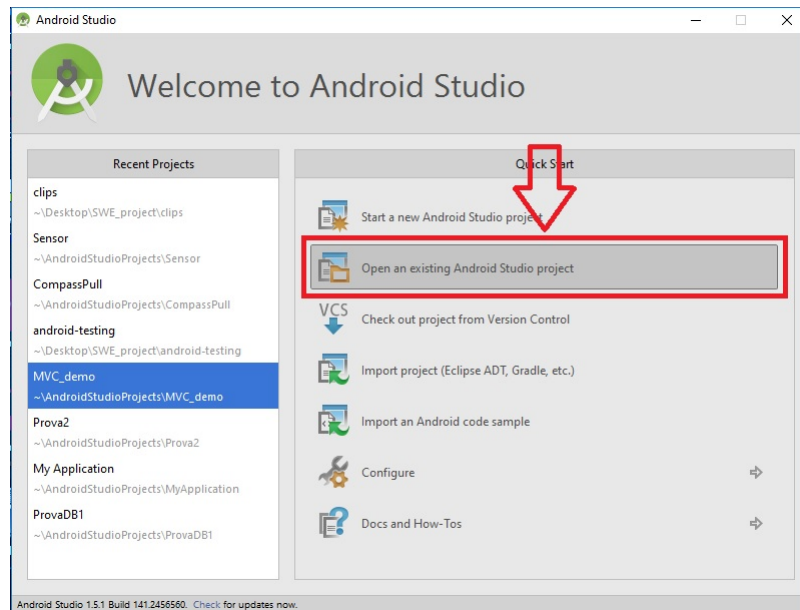 Android Studio
Welcome to Android Studio
Recent Projects
clips
~\Desktop\SWE_project\clips
Sensor
~\AndroidStudioProjects\Sensor
CompassPull
~\AndroidStudioProjects\CompassPull
android-testing
~\Desktop\SWE_project\android-testing
MVC_demo
~\AndroidStudioProjects\MVC_demo
Prova2
~\AndroidStudioProjects\Prova2
My Application
~\AndroidStudioProjects\MyApplication
ProvaDB1
~\AndroidStudioProjects\ProvaDB1
Quick Start
Start a new Android Studio project
Open an existing Android Studio project
VCS
Check out project from Version Control
Import project (Eclipse ADT, Gradle, etc.)
Import an Android code sample
Configure
Docs and How-Tos
Android Studio 1.5.1 Build 141.2456560. Check for updates now.